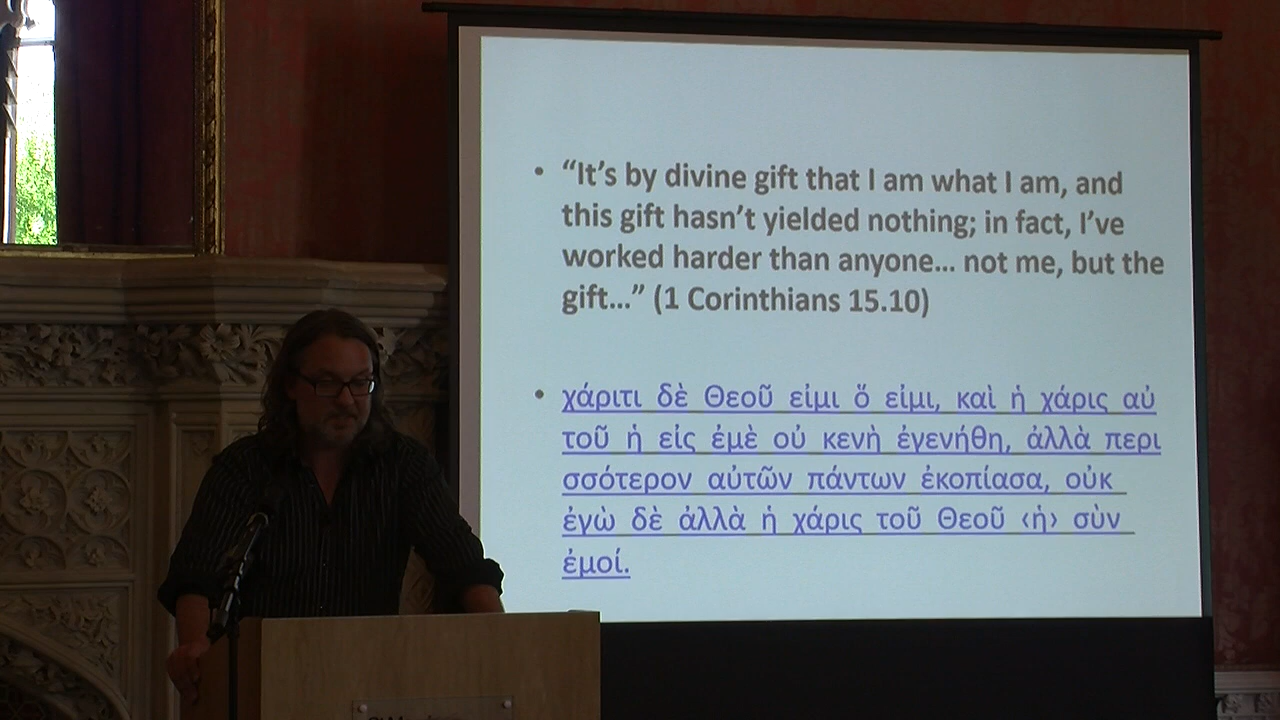 • “It’s by divine gift that I am what I am, and
this gift hasn’t yielded nothing; in fact, I’ve
worked harder than anyone... not me, but the
gift...” (1 Corinthians 15.10)
• χάριτι δὲ Θεοῦ εἰμι ὅ εἰμι, καὶ ἡ χάρις αὐ
τοῦ ἡ εἰς ἐμὲ οὐ κενὴ ἐγενήθη, ἀλλὰ περι
σσότερον αὐτῶν πάντων ἐκοπίασα, οὐκ
ἐγὼ δὲ ἀλλὰ ἡ χάρις τοῦ Θεοῦ ‹ἡ› σὺν
ἐμοί.